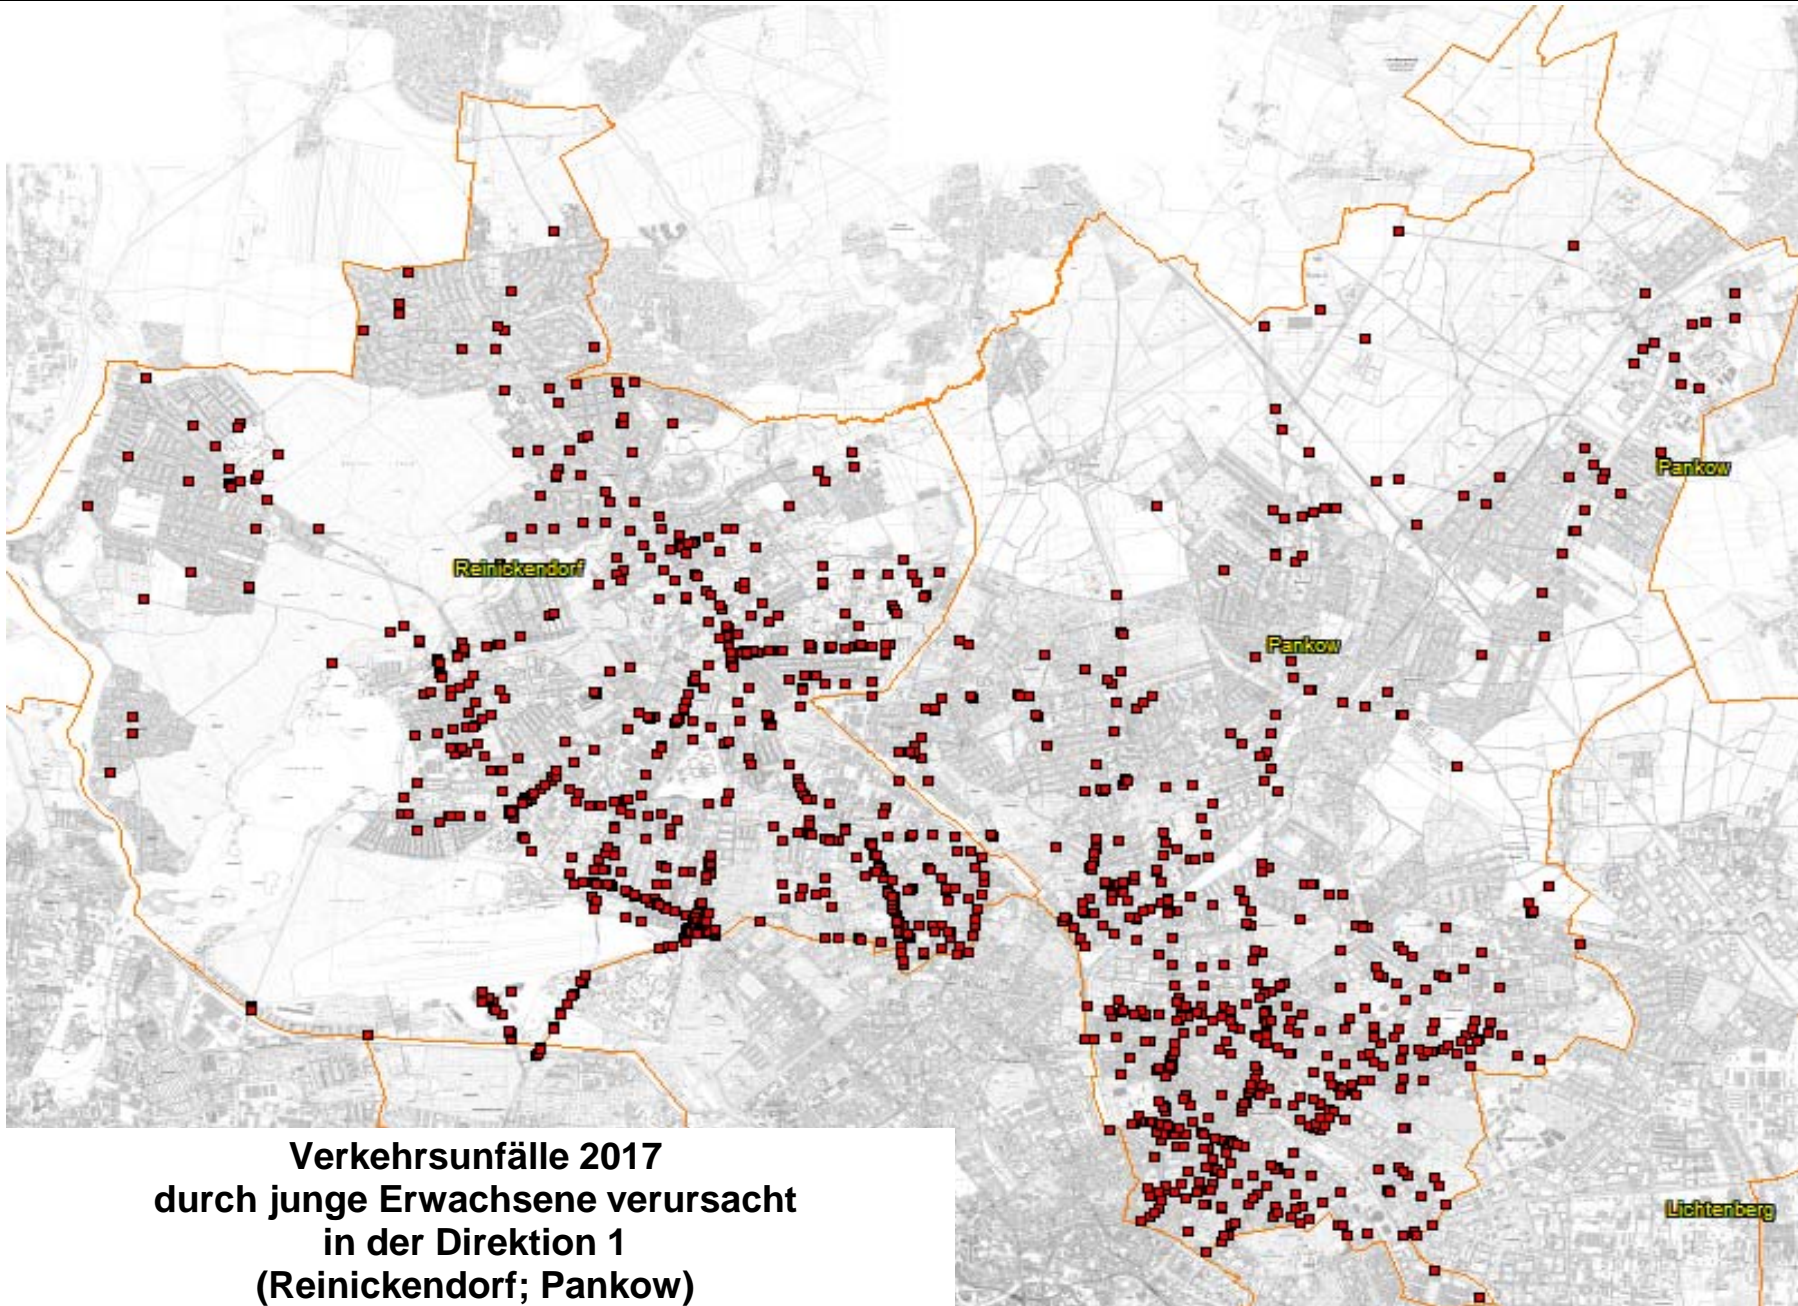 Pankow
Reinickendorf
Pankow
Lichtenberg
Verkehrsunfälle 2017
durch junge Erwachsene verursacht
in der Direktion 1
(Reinickendorf; Pankow)